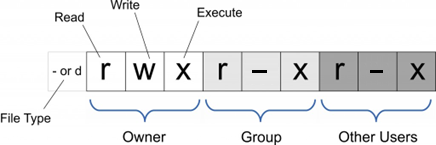 Read
Write
Execute
- or d r w x r – x r – x
File Type
Owner
Group
Other Users